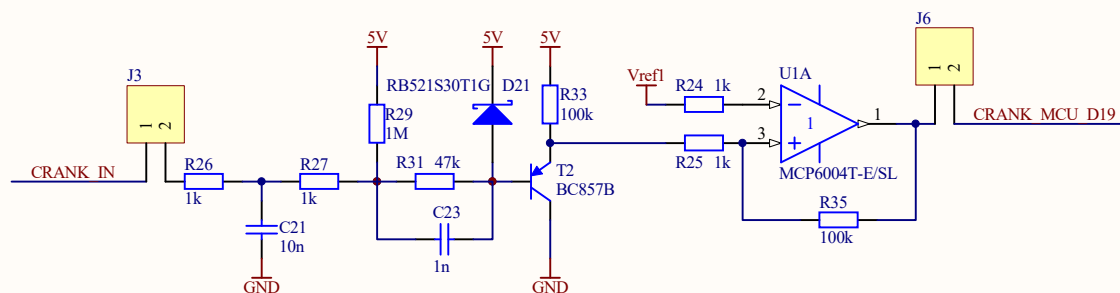 J6
5V
5V
5V
RB521S30T1G
D21
U1A
J3
Vref1
R24
1k
R33
100k
R29
1M
1
2
2
1
1
CRANK_MCU_D19
1
2
3
R26
R27
R31
47k
R25
1k
T2
BC857B
MCP6004T-E/SL
CRANK_IN
1k
1k
C21
10n
C23
1n
R35
100k
GND
GND